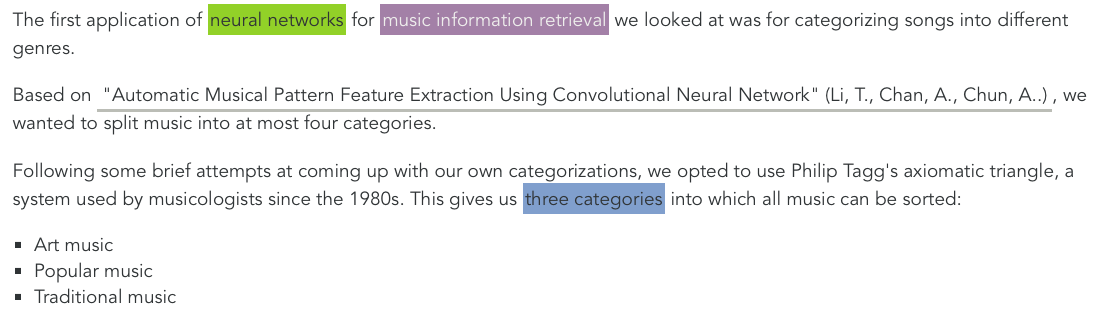 The first application of neural networks for music information retrieval we looked at was for categorizing songs into different
genres.
Based on "Automatic Musical Pattern Feature Extraction Using Convolutional Neural Network" (Li, T., Chan, A., Chun, A..) , we
wanted to split music into at most four categories.
Following some brief attempts at coming up with our own categorizations, we opted to use Philip Tagg's axiomatic triangle, a
system used by musicologists since the 1980s. This gives us three categories into which all music can be sorted:
▪ Art music
▪ Popular music
▪ Traditional music